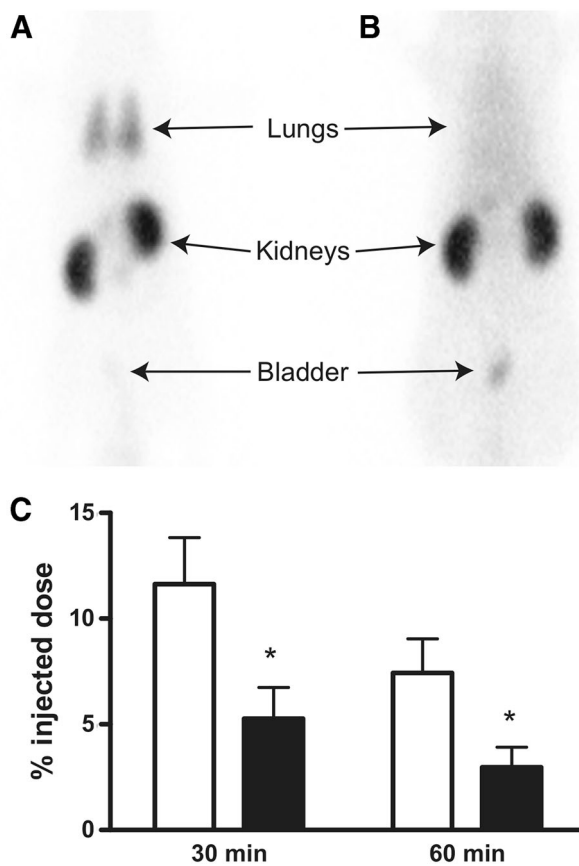 A B
Lungs
Kidneys
Bladder
C
15
10
5
0
% injected dose
*
*
30 min 60 min